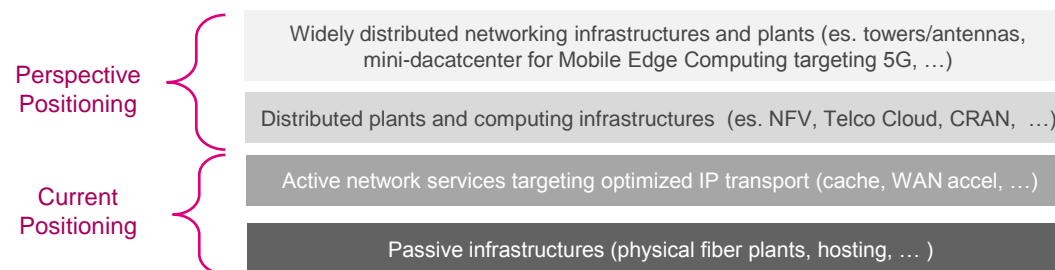 Perspective
Positioning
Widely distributed networking infrastructures and plants (es. towers/antennas,
mini-dacatcenter for Mobile Edge Computing targeting 5G, …)
Distributed plants and computing infrastructures (es. NFV, Telco Cloud, CRAN, …)
Current
Positioning
Active network services targeting optimized IP transport (cache, WAN accel, …)
Passive infrastructures (physical fiber plants, hosting, … )